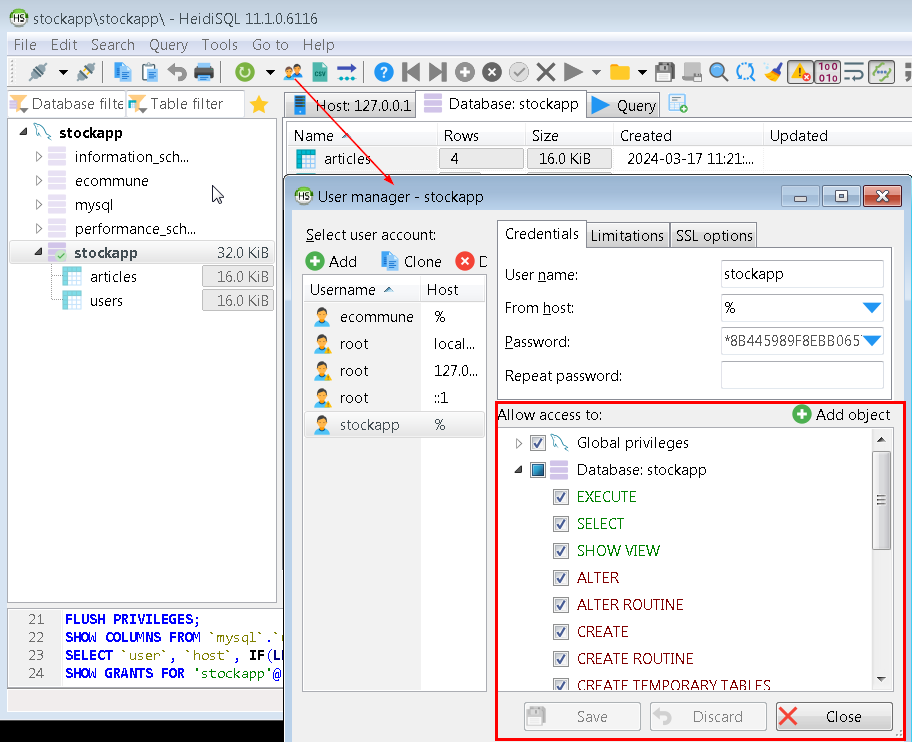 stockapp\stockapp\ - HeidiSQL 11.1.0.6116
File Edit Search Query Tools Go to Help
Database filte Table filter
Host: 127.0.0.1 Database: stockapp Query
stockapp
information_sch...
ecommune
mysql
performance_sch...
stockapp 32.0 KiB
articles 16.0 KiB
users 16.0 KiB
Name Rows Size Created Updated
articles 4 16.0 KiB 2024-03-17 11:21:...
User manager - stockapp
Select user account:
Add Clone D
Username Host
ecommune %
root local...
root 127.0...
root ::1
stockapp %
Credentials Limitations SSL options
User name: stockapp
From host: %
Password: *8B445989F8EBB065
Repeat password:
Allow access to: Add object
Global privileges
Database: stockapp
EXECUTE
SELECT
SHOW VIEW
ALTER
ALTER ROUTINE
CREATE
CREATE ROUTINE
CREATE TEMPORARY TABLES
Save Discard Close
21 FLUSH PRIVILEGES;
22 SHOW COLUMNS FROM `mysql`.`
23 SELECT `user`, `host`, IF(L
24 SHOW GRANTS FOR 'stockapp'@